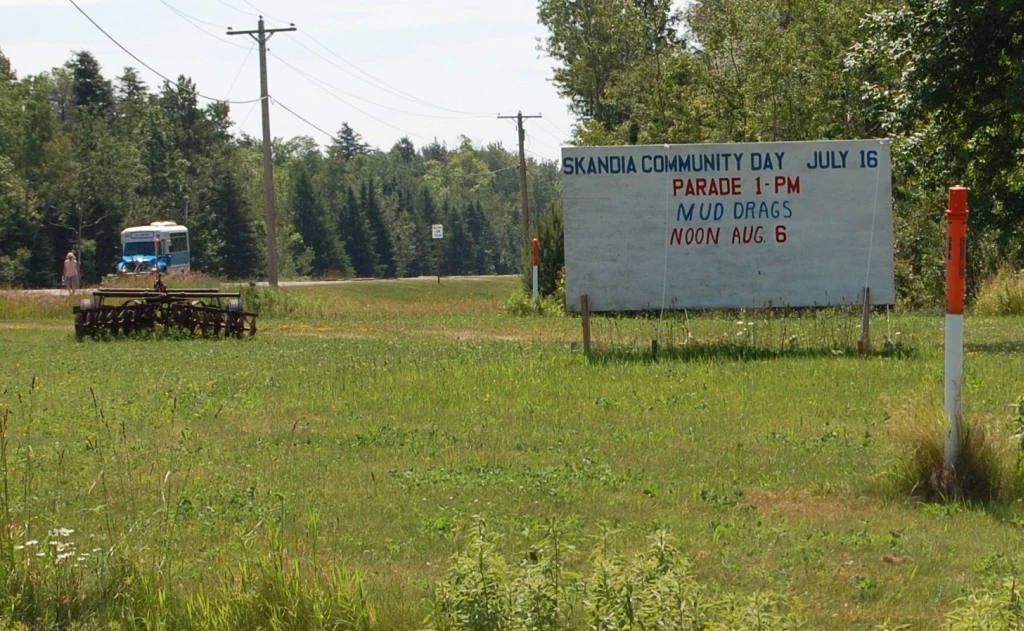 SKANDIA COMMUNITY DAY JULY 16
PARADE 1-PM
MUD DRAGS
NOON AUG. 6